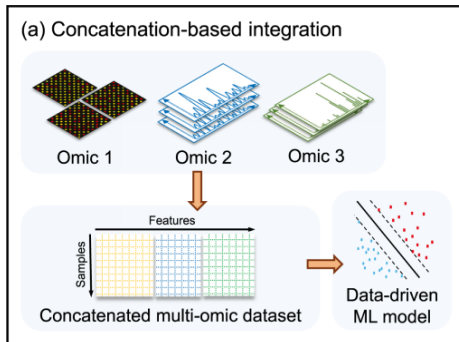 (a) Concatenation-based integration
Omic 1
Omic 2
Omic 3
Features
Samples
Concatenated multi-omic dataset
Data-driven
ML model